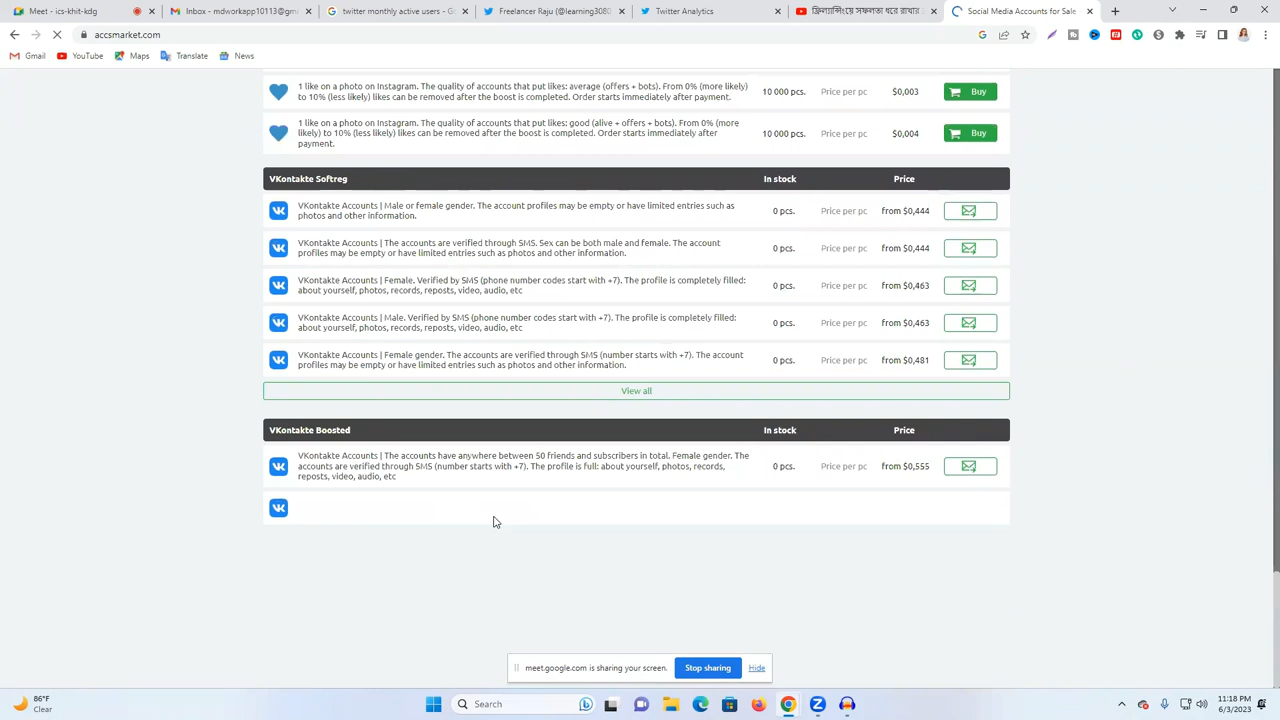 Meet - ics-khit-kdg
Inbox - mdworkapp10113@gm
twitter monthly active users - G
Freelancer Raju (@learning3080
Twitter Analytics
ফ্রিল্যান্সিংয়ে সফলতা ধরে রাখার
Social Media Accounts for Sale -
accsmarket.com
Gmail
YouTube
Maps
Translate
News
1 like on a photo on Instagram. The quality of accounts that put likes: average (offers + bots). From 0% (more likely)
to 10% (less likely) likes can be removed after the boost is completed. Order starts immediately after payment.
10 000 pcs. Price per pc $0,003 Buy
1 like on a photo on Instagram. The quality of accounts that put likes: good (alive + offers + bots). From 0% (more
likely) to 10% (less likely) likes can be removed after the boost is completed. Order starts immediately after
payment.
10 000 pcs. Price per pc $0,004 Buy
VKontakte Softreg In stock Price
VKontakte Accounts | Male or female gender. The account profiles may be empty or have limited entries such as
photos and other information.
0 pcs. Price per pc from $0,444
VKontakte Accounts | The accounts are verified through SMS. Sex can be both male and female. The account
profiles may be empty or have limited entries such as photos and other information.
0 pcs. Price per pc from $0,444
VKontakte Accounts | Female. Verified by SMS (phone number codes start with +7). The profile is completely filled:
about yourself, photos, records, reposts, video, audio, etc
0 pcs. Price per pc from $0,463
VKontakte Accounts | Male. Verified by SMS (phone number codes start with +7). The profile is completely filled:
about yourself, photos, records, reposts, video, audio, etc
0 pcs. Price per pc from $0,463
VKontakte Accounts | Female gender. The accounts are verified through SMS (number starts with +7). The account
profiles may be empty or have limited entries such as photos and other information.
0 pcs. Price per pc from $0,481
View all
VKontakte Boosted In stock Price
VKontakte Accounts | The accounts have anywhere between 50 friends and subscribers in total. Female gender. The
accounts are verified through SMS (number starts with +7). The profile is full: about yourself, photos, records,
reposts, video, audio, etc
0 pcs. Price per pc from $0,555
meet.google.com is sharing your screen. Stop sharing Hide
86°F
Clear
Search
11:18 PM
6/3/2023